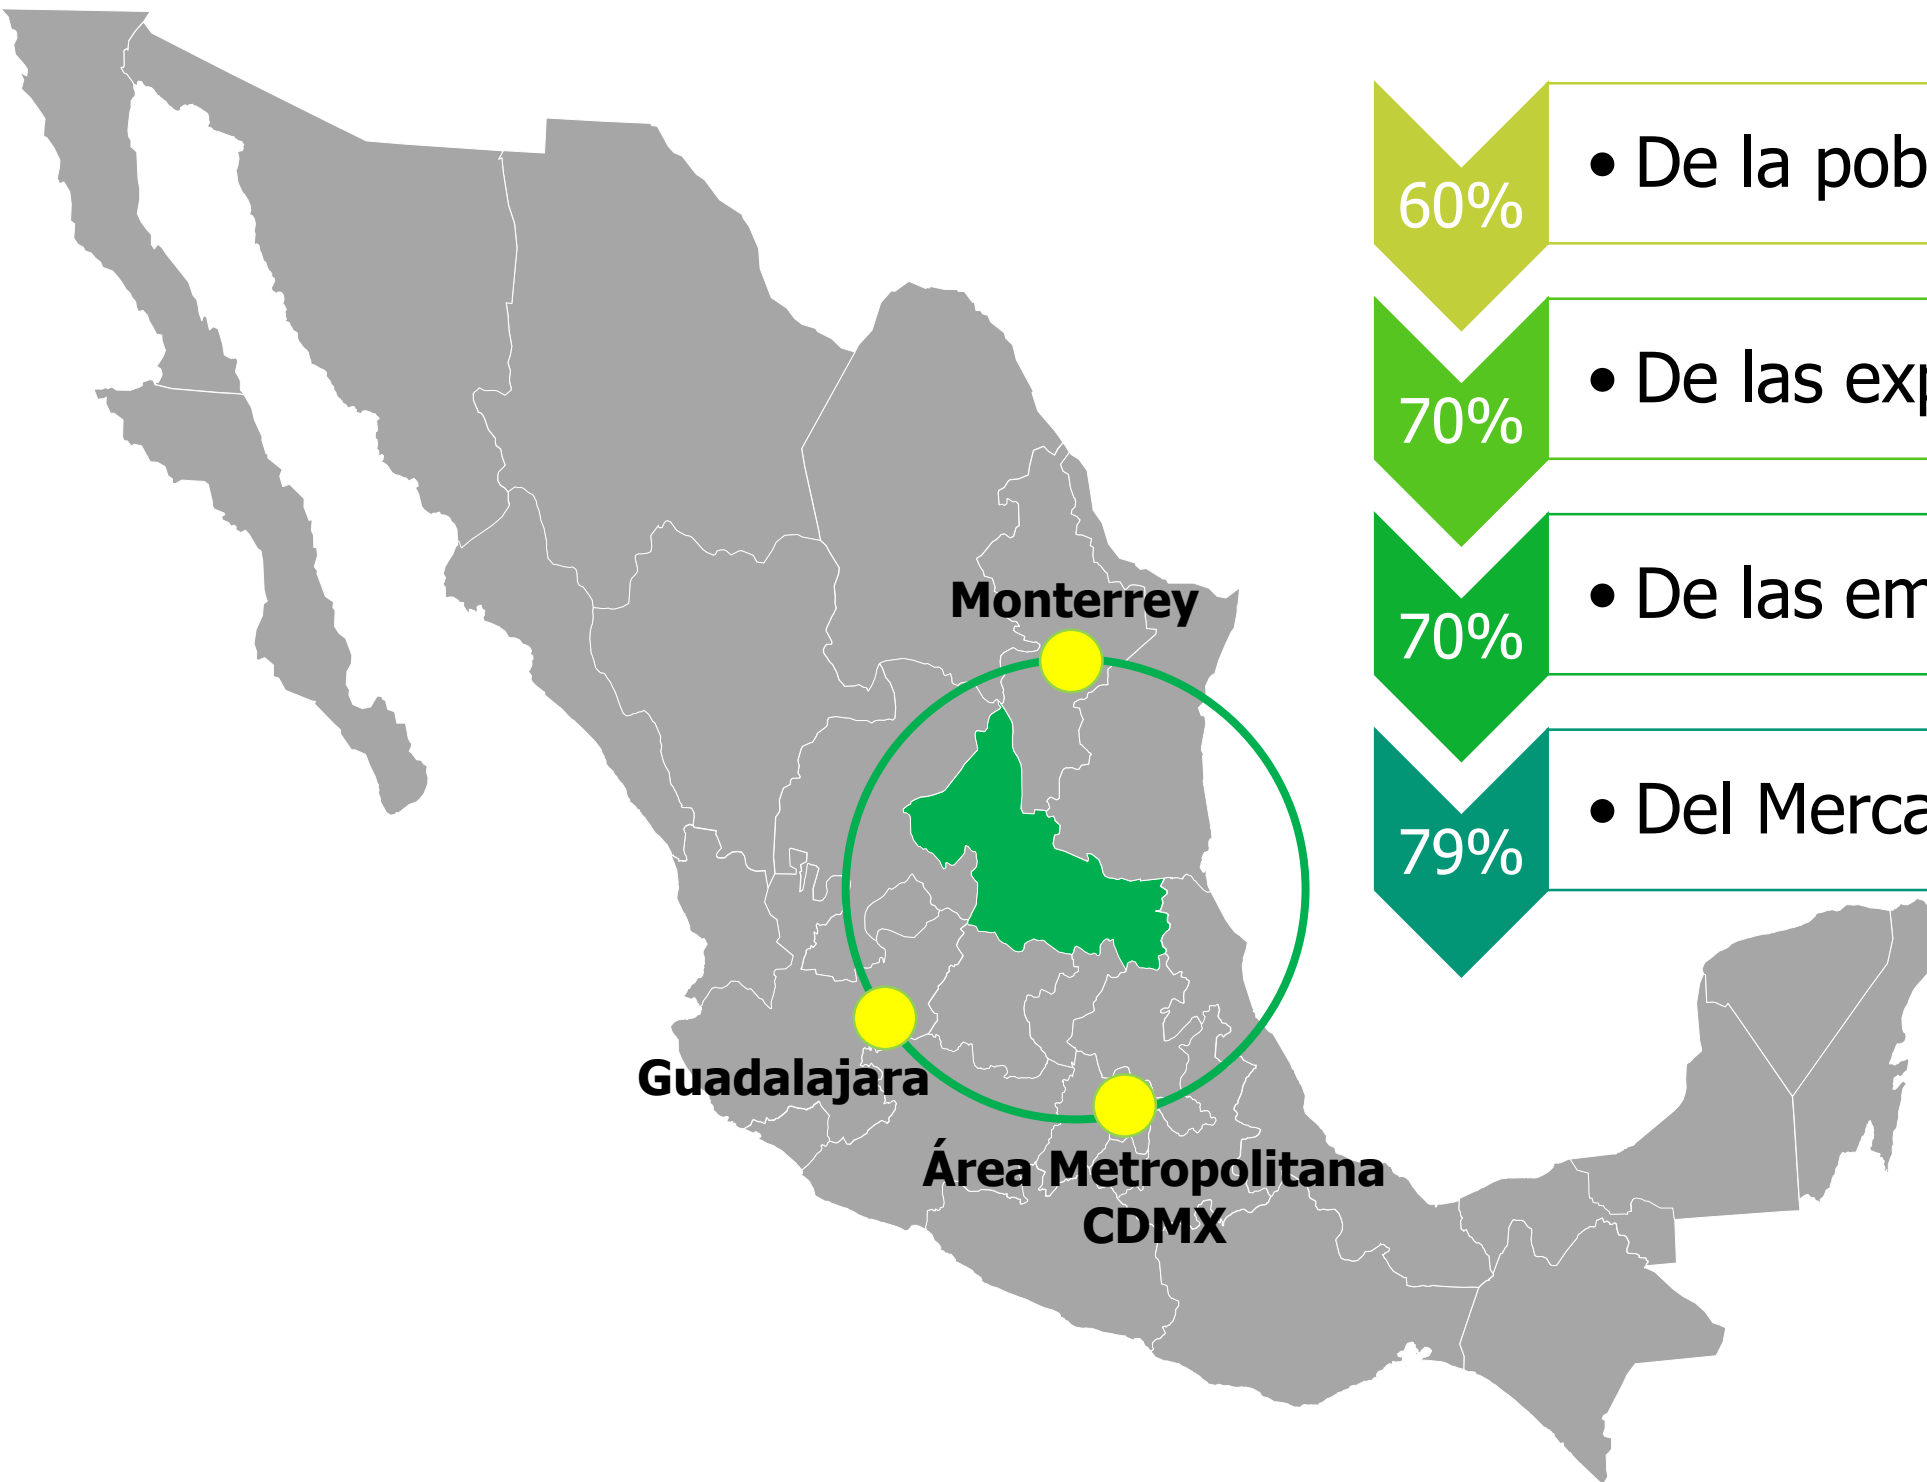 60%
• De la pob
70%
• De las exp
70%
• De las em
79%
• Del Merca
Monterrey
Guadalajara
Área Metropolitana
CDMX